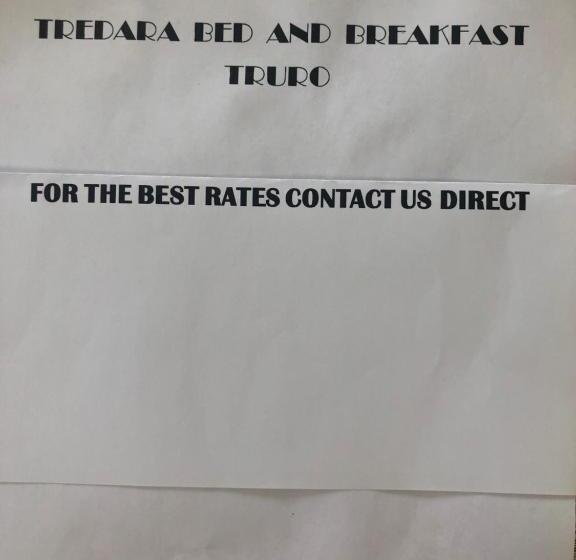 TREDARA BED AND BREAKFAST
TRURO
FOR THE BEST RATES CONTACT US DIRECT